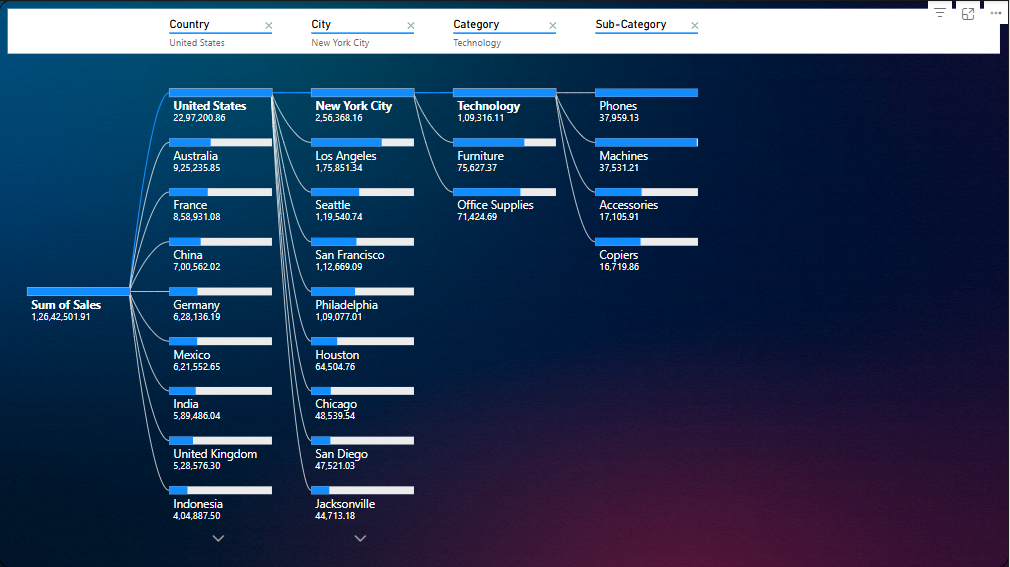 Country
United States
City
New York City
Category
Technology
Sub-Category
Sum of Sales
1,26,42,501.91
United States
22,97,200.86
Australia
9,25,235.85
France
8,58,931.08
China
7,00,562.02
Germany
6,28,136.19
Mexico
6,21,552.65
India
5,89,486.04
United Kingdom
5,28,576.30
Indonesia
4,04,887.50
New York City
2,56,368.16
Los Angeles
1,75,851.34
Seattle
1,19,540.74
San Francisco
1,12,669.09
Philadelphia
1,09,077.01
Houston
64,504.76
Chicago
48,539.54
San Diego
47,521.03
Jacksonville
44,713.18
Technology
1,09,316.11
Furniture
75,627.37
Office Supplies
71,424.69
Phones
37,959.13
Machines
37,531.21
Accessories
17,105.91
Copiers
16,719.86